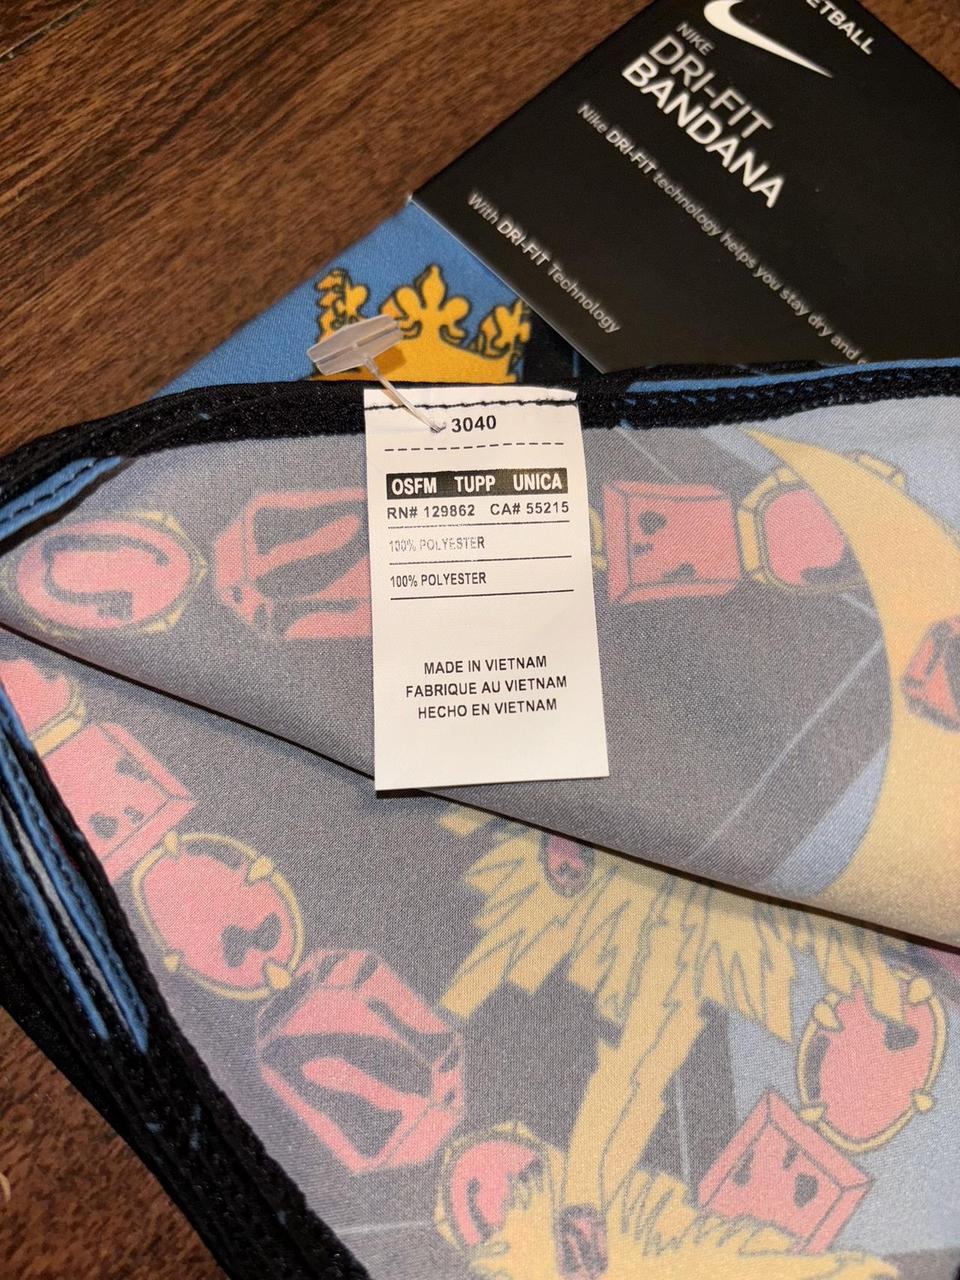 ETBALL
NIKE
DRI-FIT
BANDANA
Nike DRI-FIT technology helps you stay dry and
With DRI-FIT Technology
3040
OSFM TUPP UNICA
RN# 129862 CA# 55215
100% POLYESTER
100% POLYESTER
MADE IN VIETNAM
FABRIQUE AU VIETNAM
HECHO EN VIETNAM